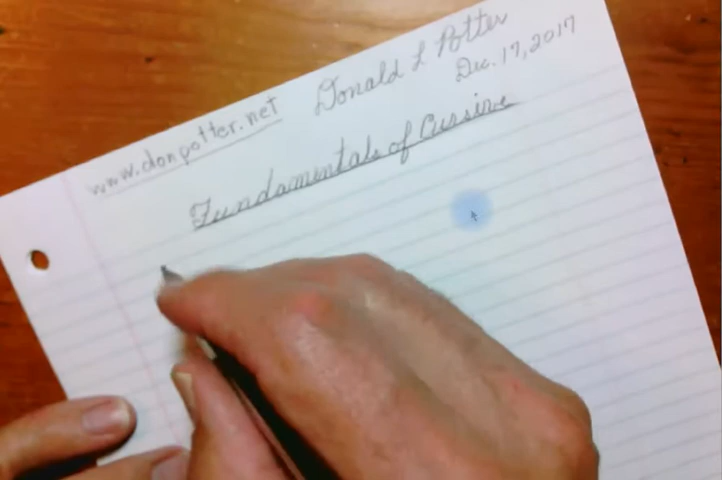 www.donpotter.net Donald L Potter
Dec. 17, 2017
Fundamentals of Cursive